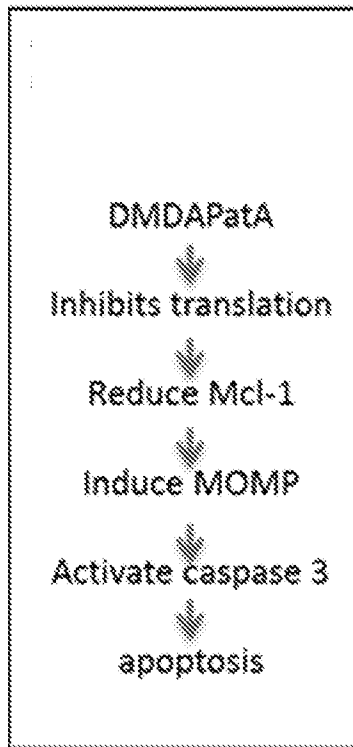 DMDAPatA
Inhibits translation
Reduce Mcl-1
Induce MOMP
Activate caspase 3
apoptosis